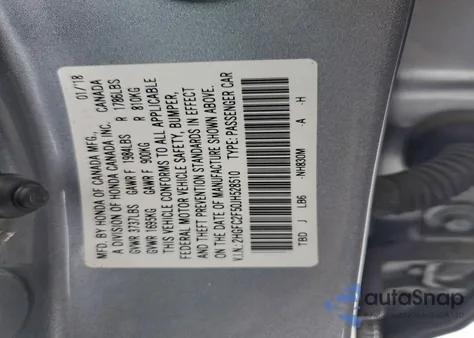 MFD. BY HONDA OF CANADA MFG., 01/18
A DIVISION OF HONDA CANADA INC. CANADA
GVWR 3737LBS GAWR F 1984LBS R 1786LBS
GVWR 1695KG GAWR F 900KG R 810KG
THIS VEHICLE CONFORMS TO ALL APPLICABLE
FEDERAL MOTOR VEHICLE SAFETY, BUMPER,
AND THEFT PREVENTION STANDARDS IN EFFECT
ON THE DATE OF MANUFACTURE SHOWN ABOVE.
V.I.N. 2HGFC2F50JH528510 TYPE: PASSENGER CAR
TBD J LB6 NH830M -A -H
autoSnap